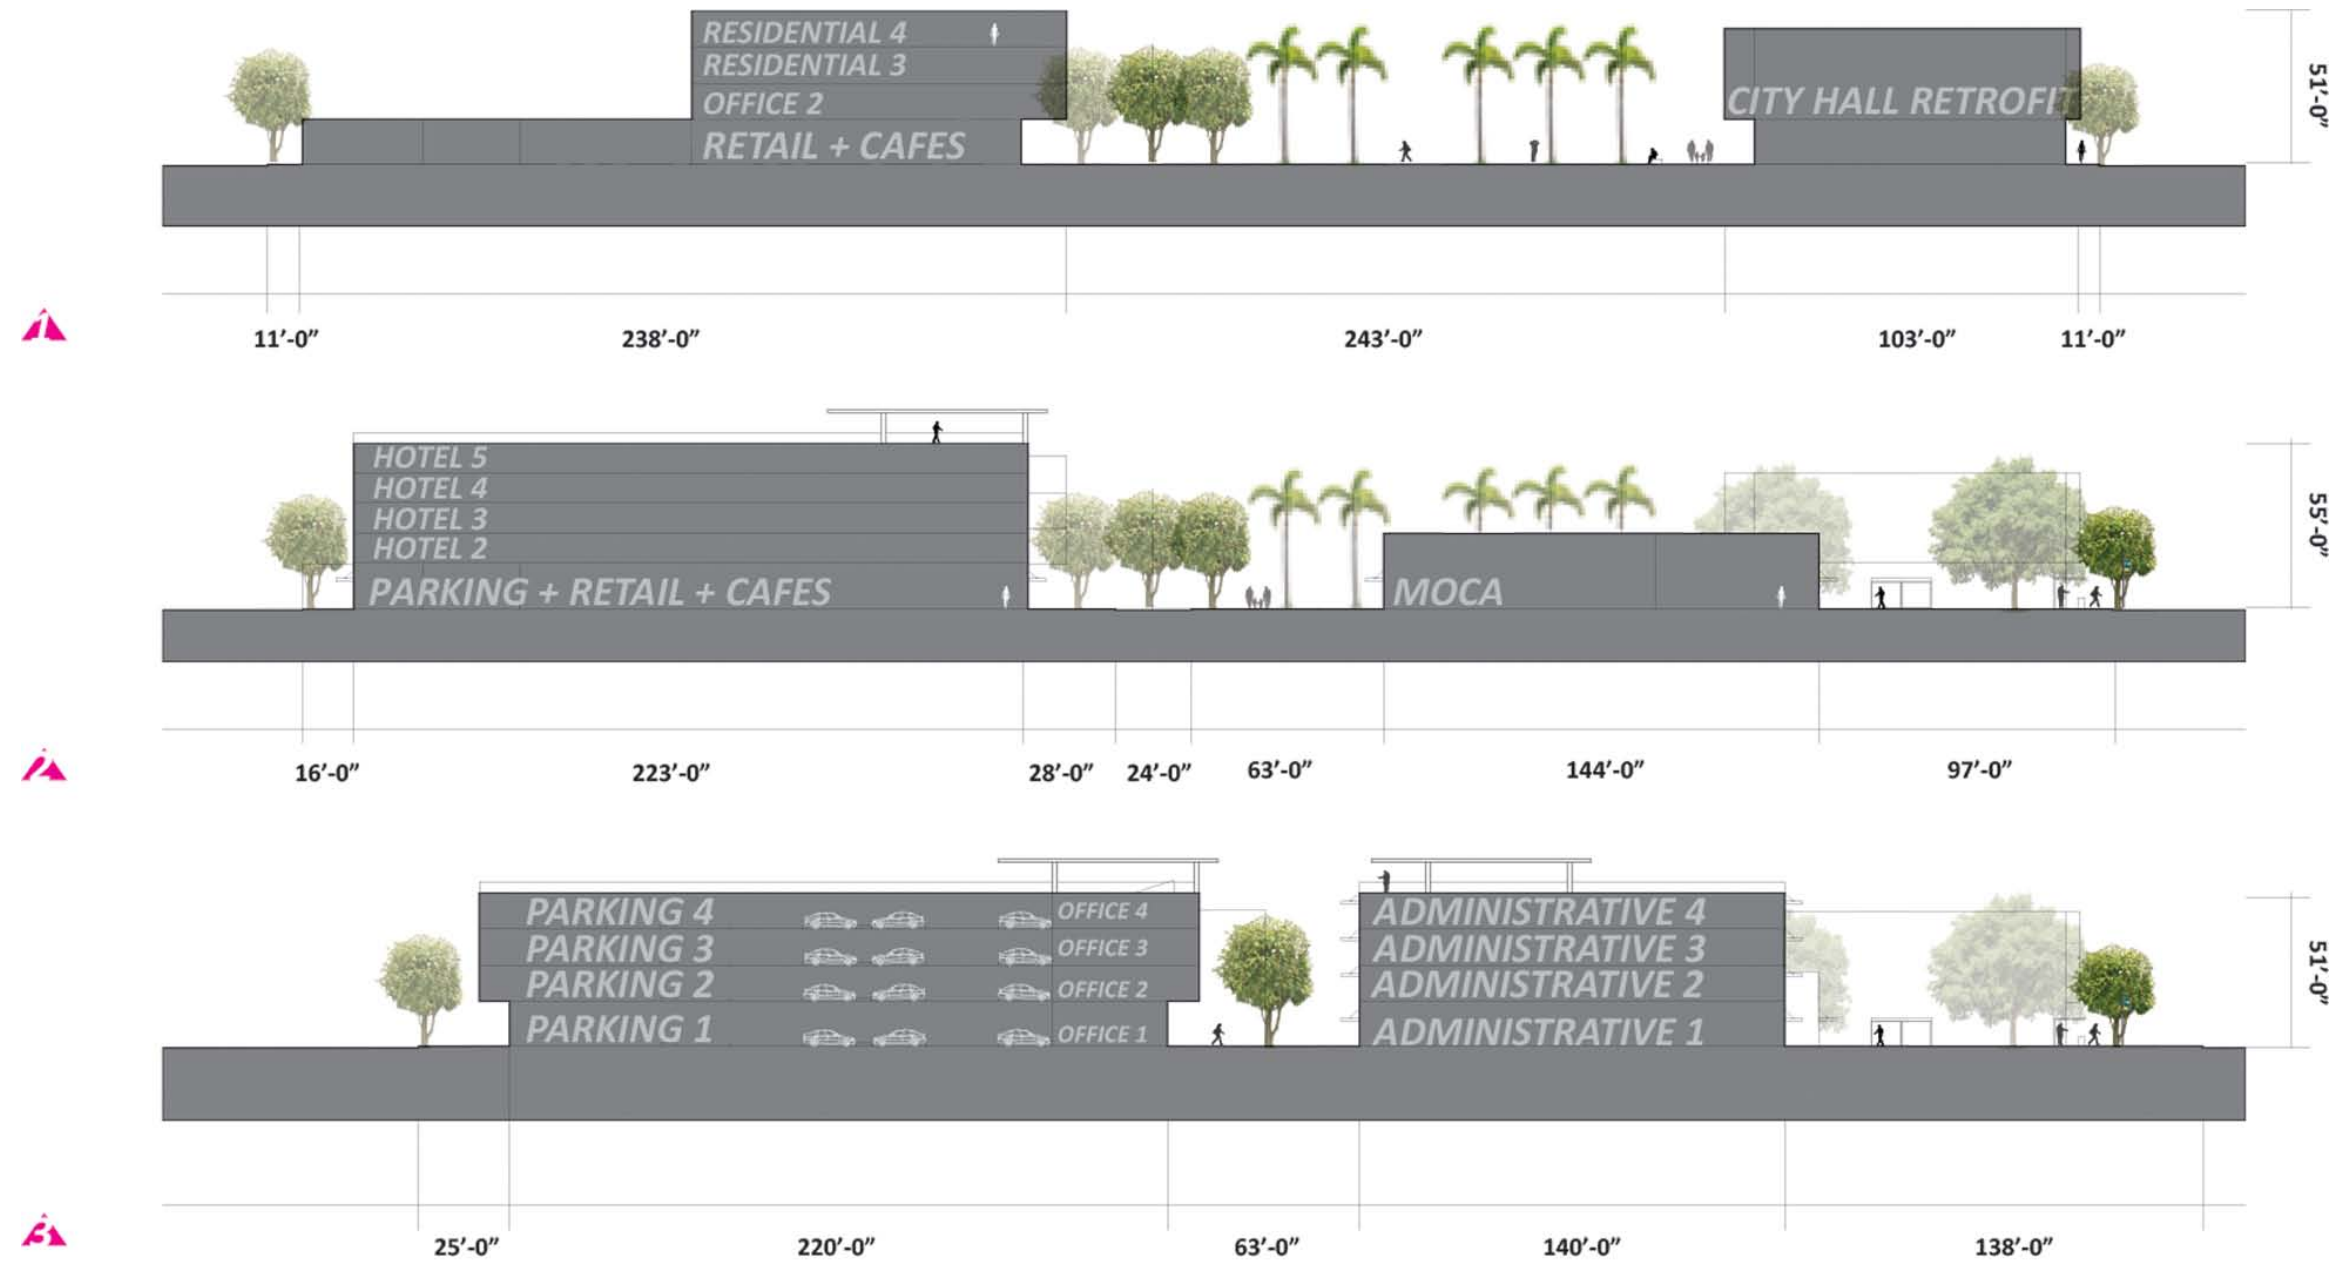 RESIDENTIAL 4
RESIDENTIAL 3
OFFICE 2
RETAIL + CAFES
CITY HALL RETROFIT
51'-0"
1
11'-0" 238'-0" 243'-0" 103'-0" 11'-0"
HOTEL 5
HOTEL 4
HOTEL 3
HOTEL 2
PARKING + RETAIL + CAFES
MOCA
55'-0"
2
16'-0" 223'-0" 28'-0" 24'-0" 63'-0" 144'-0" 97'-0"
PARKING 4 OFFICE 4 ADMINISTRATIVE 4
PARKING 3 OFFICE 3 ADMINISTRATIVE 3
PARKING 2 OFFICE 2 ADMINISTRATIVE 2
PARKING 1 OFFICE 1 ADMINISTRATIVE 1
51'-0"
3
25'-0" 220'-0" 63'-0" 140'-0" 138'-0"